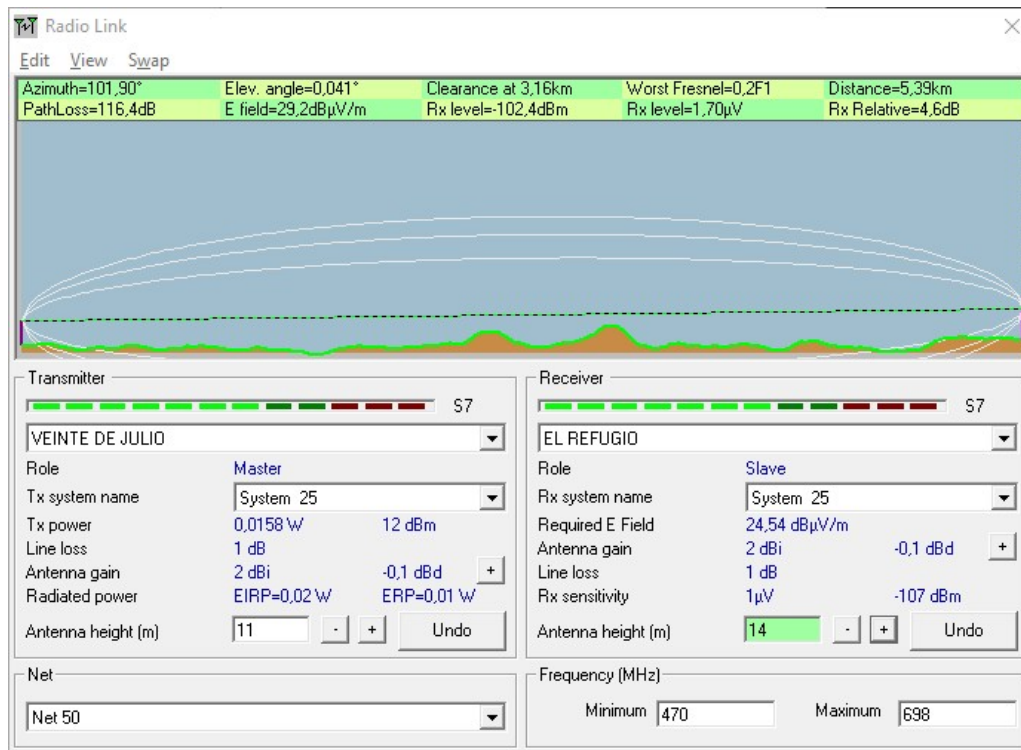 Radio Link
Edit View Swap
Azimuth=101,90° Elev. angle=0,041° Clearance at 3,16km Worst Fresnel=0,2F1 Distance=5,39km
PathLoss=116,4dB E field=29,2dBµV/m Rx level=-102,4dBm Rx level=1,70µV Rx Relative=4,6dB
Transmitter
S7
VEINTE DE JULIO
Role Master
Tx system name System 25
Tx power 0,0158 W 12 dBm
Line loss 1 dB
Antenna gain 2 dBi -0,1 dBd +
Radiated power EIRP=0,02 W ERP=0,01 W
Antenna height (m) 11 - + Undo
Net
Net 50
Receiver
S7
EL REFUGIO
Role Slave
Rx system name System 25
Required E Field 24,54 dBµV/m
Antenna gain 2 dBi -0,1 dBd +
Line loss 1 dB
Rx sensitivity 1µV -107 dBm
Antenna height (m) 14 - + Undo
Frequency (MHz)
Minimum 470 Maximum 698